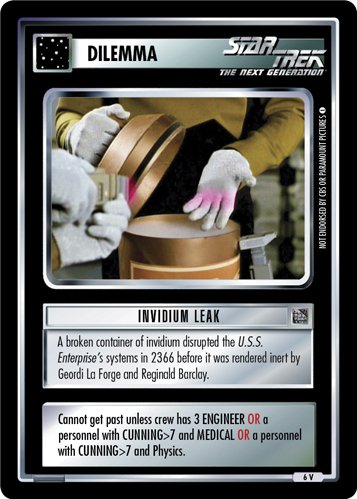 DILEMMA
STAR TREK
THE NEXT GENERATION
NOT ENDORSED BY CBS OR PARAMOUNT PICTURES
INVIDIUM LEAK
A broken container of invidium disrupted the U.S.S.
Enterprise's systems in 2366 before it was rendered inert by
Geordi La Forge and Reginald Barclay.
Cannot get past unless crew has 3 ENGINEER OR a
personnel with CUNNING>7 and MEDICAL OR a personnel
with CUNNING>7 and Physics.
6 V